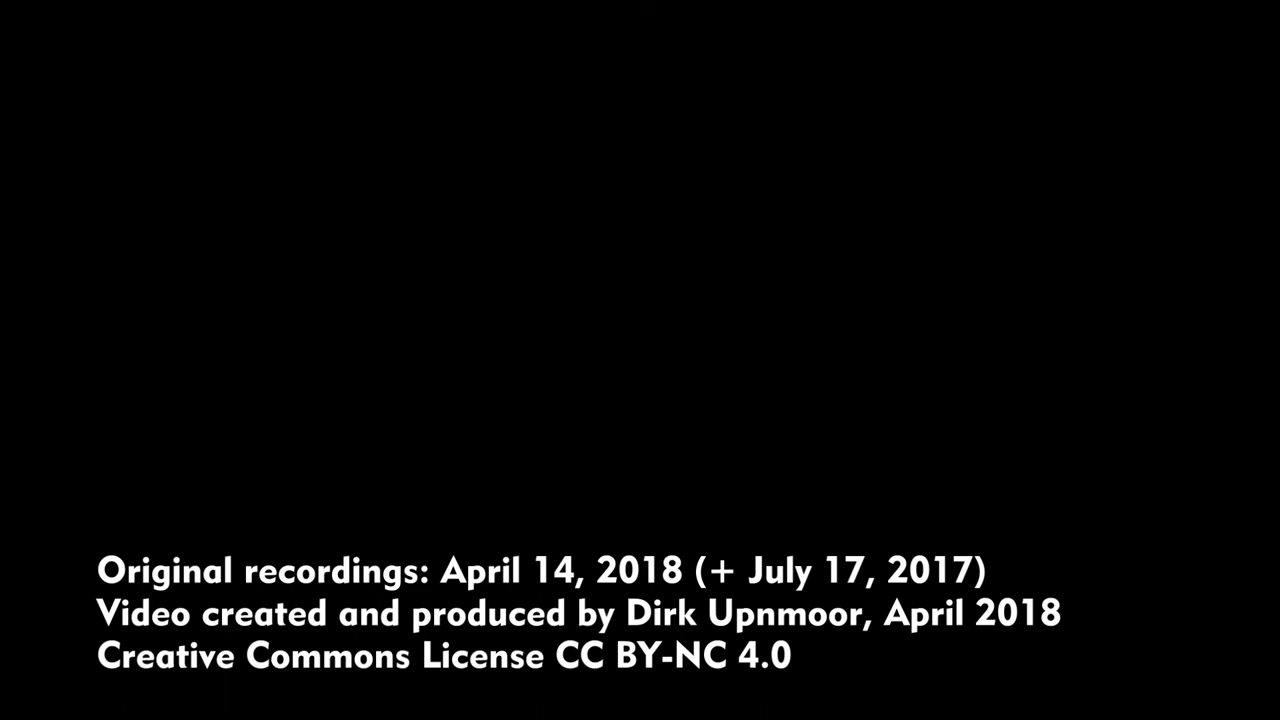 Original recordings: April 14, 2018 (+ July 17, 2017)
Video created and produced by Dirk Upnmoor, April 2018
Creative Commons License CC BY-NC 4.0